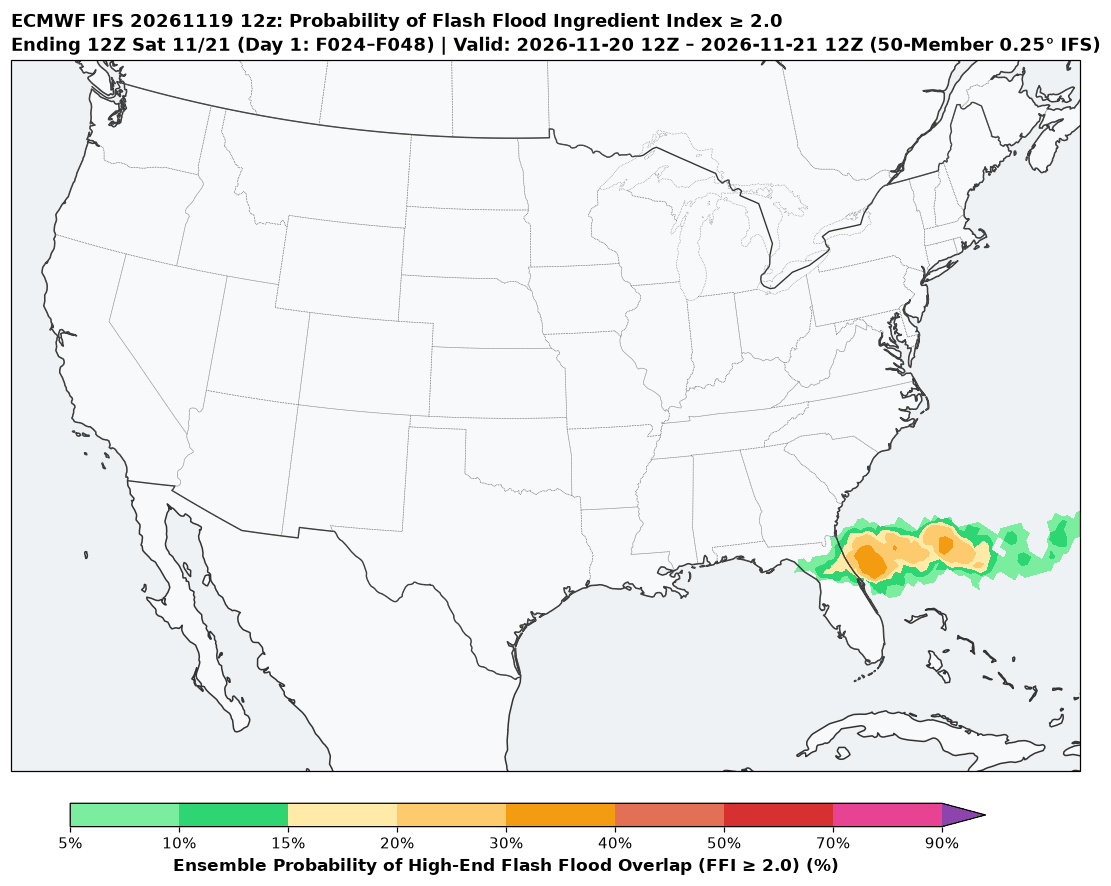 ECMWF IFS 20261119 12z: Probability of Flash Flood Ingredient Index ≥ 2.0
Ending 12Z Sat 11/21 (Day 1: F024–F048) | Valid: 2026-11-20 12Z – 2026-11-21 12Z (50-Member 0.25° IFS)
5% 10% 15% 20% 30% 40% 50% 70% 90%
Ensemble Probability of High-End Flash Flood Overlap (FFI ≥ 2.0) (%)